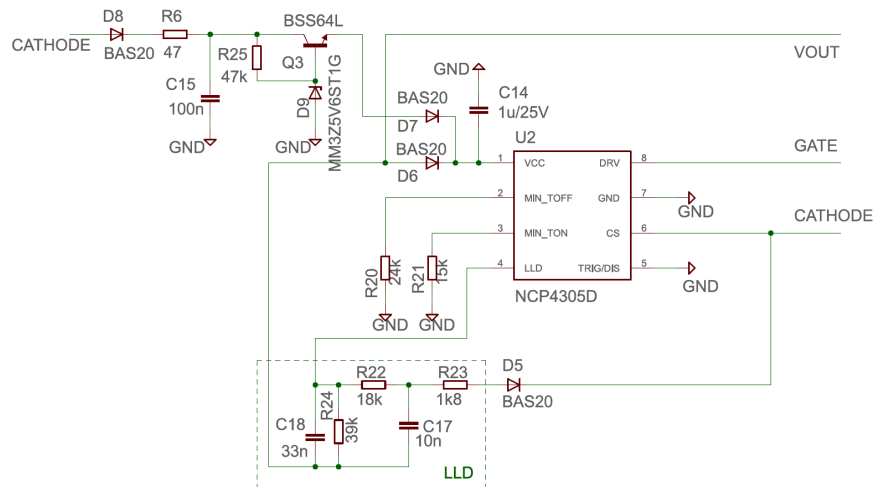 D8
R6
BSS64L
CATHODE
BAS20
47
R25
47k
Q3
C15
100n
D9
MM3Z5V6ST1G
GND
GND
VOUT
GND
C14
1u/25V
BAS20
D7
BAS20
D6
U2
1
VCC
DRV
8
GATE
2
MIN_TOFF
GND
7
GND
3
MIN_TON
CS
6
CATHODE
4
LLD
TRIG/DIS
5
GND
NCP4305D
R20
24k
R21
15k
GND
GND
R22
18k
R23
1k8
D5
BAS20
R24
39k
C18
33n
C17
10n
LLD